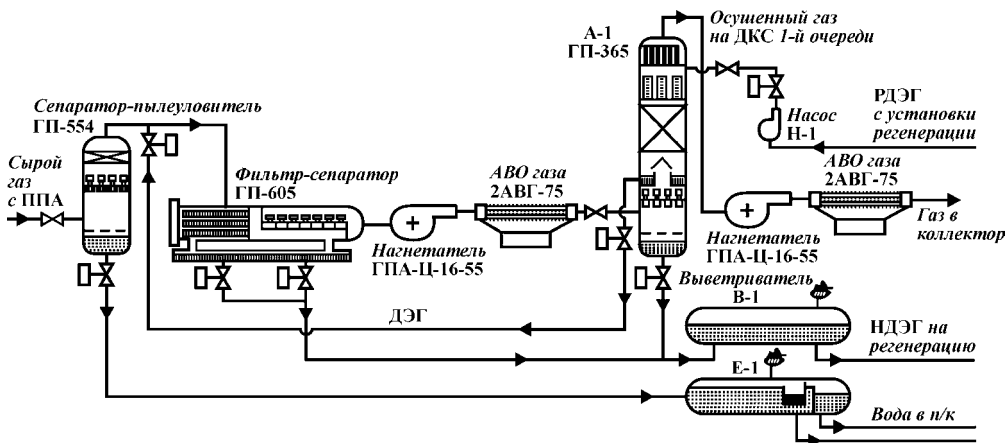 А-1
ГП-365
Осушенный газ
на ДКС 1-й очереди
Сепаратор-пылеуловитель
ГП-554
Сырой
газ
с ППА
Фильтр-сепаратор
ГП-605
АВО газа
2АВГ-75
Насос
Н-1
РДЭГ
с установки
регенерации
АВО газа
2АВГ-75
Нагнетатель
ГПА-Ц-16-55
Нагнетатель
ГПА-Ц-16-55
Газ в
коллектор
Выветриватель
В-1
ДЭГ
НДЭГ на
регенерацию
Е-1
Вода в п/к